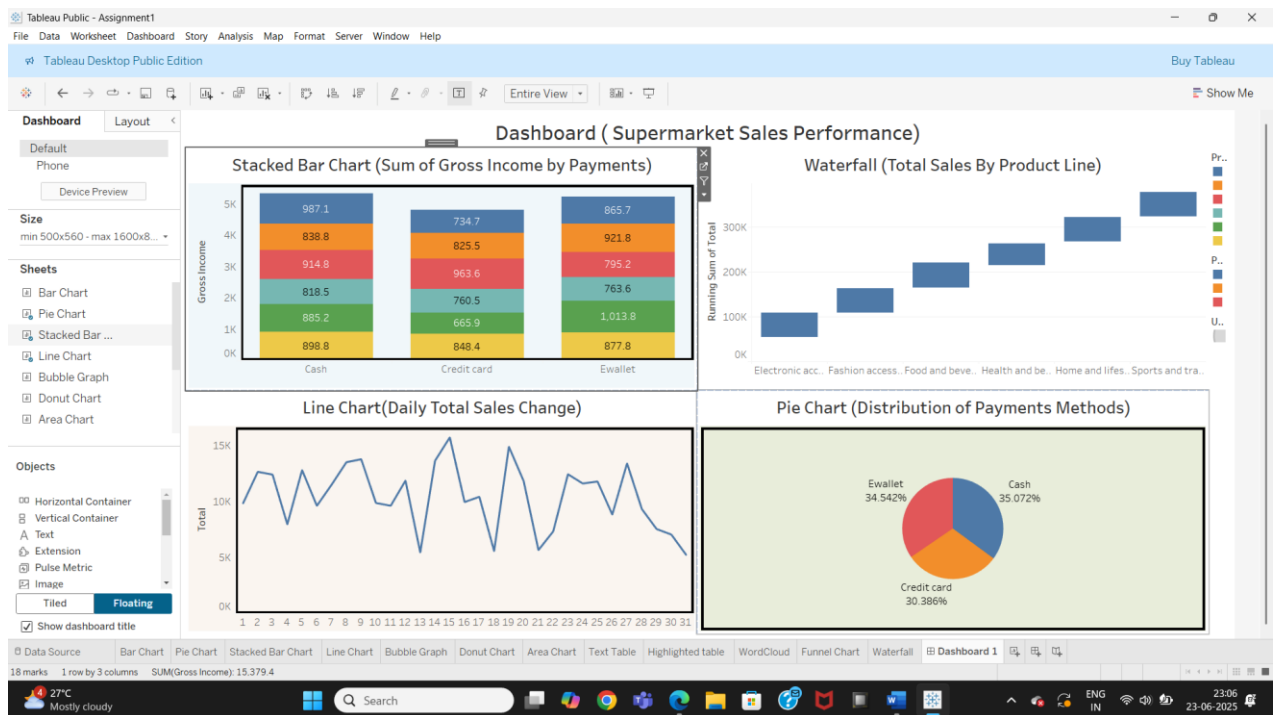 Tableau Public - Assignment1
File Data Worksheet Dashboard Story Analysis Map Format Server Window Help
Tableau Desktop Public Edition
Buy Tableau
Entire View
Show Me
Dashboard
Layout
Default
Phone
Device Preview
Size
min 500x560 - max 1600x8...
Sheets
Bar Chart
Pie Chart
Stacked Bar ...
Line Chart
Bubble Graph
Donut Chart
Area Chart
Objects
Horizontal Container
Vertical Container
Text
Extension
Pulse Metric
Image
Tiled
Floating
Show dashboard title
Dashboard ( Supermarket Sales Performance)
Stacked Bar Chart (Sum of Gross Income by Payments)
Gross Income
5K
4K
3K
2K
1K
0K
987.1 734.7 865.7
838.8 825.5 921.8
914.8 963.6 795.2
818.5 760.5 763.6
885.2 665.9 1,013.8
898.8 848.4 877.8
Cash Credit card Ewallet
Waterfall (Total Sales By Product Line)
Running Sum of Total
300K
200K
100K
0K
Electronic acc.. Fashion access.. Food and beve.. Health and be.. Home and lifes.. Sports and tra..
Pr..
P..
U..
Line Chart(Daily Total Sales Change)
Total
15K
10K
5K
0K
1 2 3 4 5 6 7 8 9 10 11 12 13 14 15 16 17 18 19 20 21 22 23 24 25 26 27 28 29 30 31
Pie Chart (Distribution of Payments Methods)
Ewallet
34.542%
Cash
35.072%
Credit card
30.386%
Data Source Bar Chart Pie Chart Stacked Bar Chart Line Chart Bubble Graph Donut Chart Area Chart Text Table Highlighted table WordCloud Funnel Chart Waterfall Dashboard 1
18 marks 1 row by 3 columns SUM(Gross Income): 15,379.4
4
27°C
Mostly cloudy
Search
ENG
IN
23:06
23-06-2025